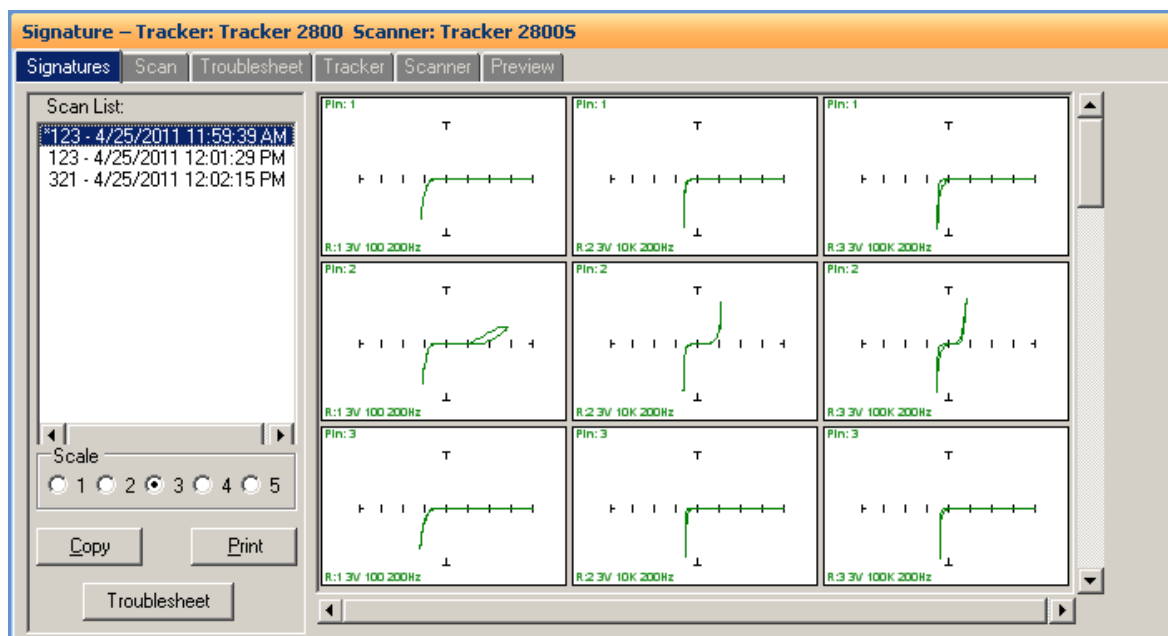 Signature – Tracker: Tracker 2800 Scanner: Tracker 2800S
Signatures Scan Troublesheet Tracker Scanner Preview
Scan List:
*123 - 4/25/2011 11:59:39 AM
123 - 4/25/2011 12:01:29 PM
321 - 4/25/2011 12:02:15 PM
Scale
1 2 3 4 5
Copy Print
Troublesheet
Pin: 1 Pin: 1 Pin: 1
R:1 3V 100 200Hz R:2 3V 10K 200Hz R:3 3V 100K 200Hz
Pin: 2 Pin: 2 Pin: 2
R:1 3V 100 200Hz R:2 3V 10K 200Hz R:3 3V 100K 200Hz
Pin: 3 Pin: 3 Pin: 3
R:1 3V 100 200Hz R:2 3V 10K 200Hz R:3 3V 100K 200Hz